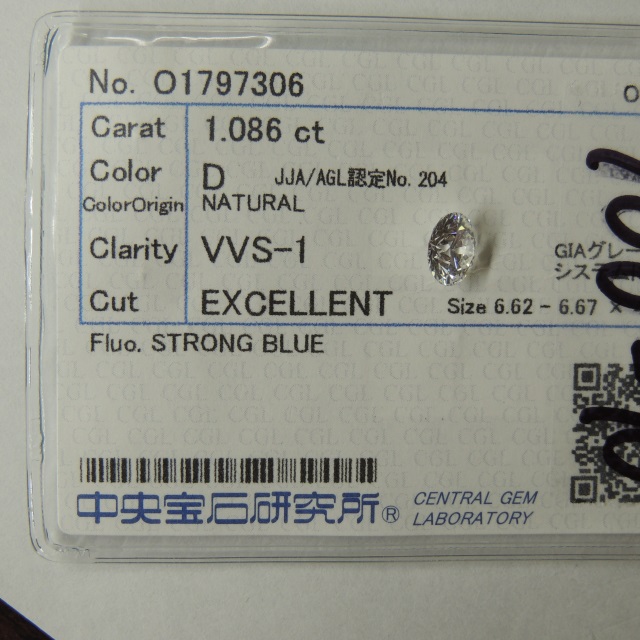 No. O1797306
Carat 1.086 ct
Color D JJA/AGL認定No. 204
ColorOrigin NATURAL
Clarity VVS-1
GIAグレー
システ
Cut EXCELLENT Size 6.62 - 6.67 ×
Fluo. STRONG BLUE
中央宝石研究所® CENTRAL GEM
LABORATORY